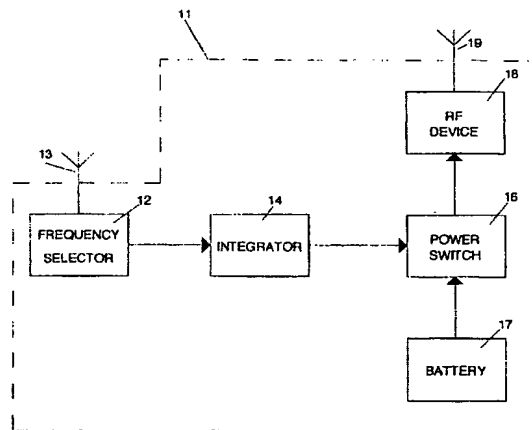 11
19
18
RF
DEVICE
13
12
14
16
FREQUENCY
SELECTOR
INTEGRATOR
POWER
SWITCH
17
BATTERY